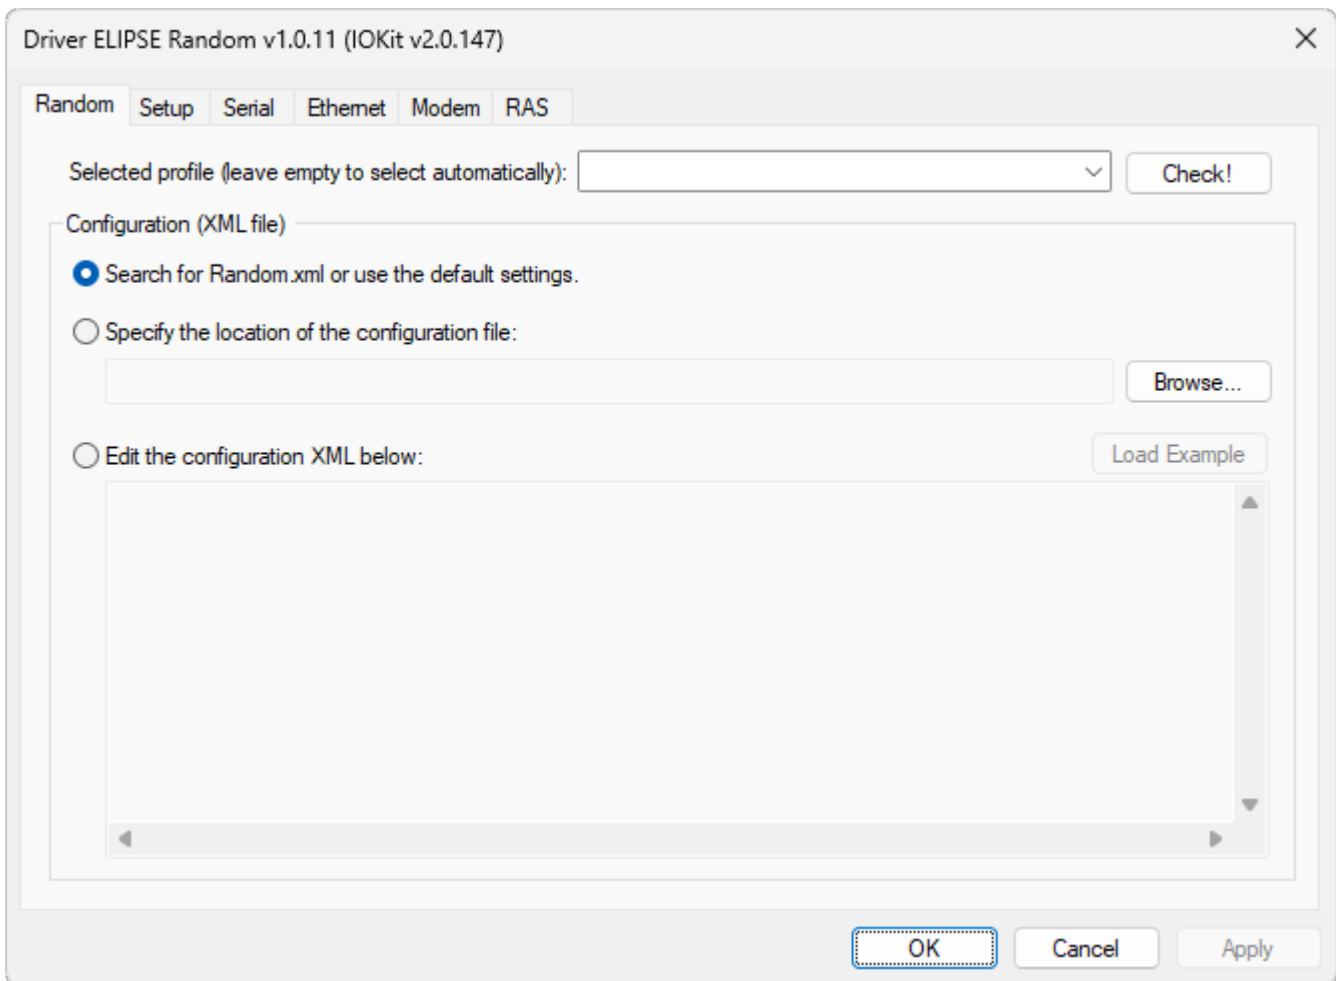 Driver ELIPSE Random v1.0.11 (IOKit v2.0.147)
Random Setup Serial Ethernet Modem RAS
Selected profile (leave empty to select automatically): Check!
Configuration (XML file)
Search for Random.xml or use the default settings.
Specify the location of the configuration file:
Browse...
Edit the configuration XML below: Load Example
OK Cancel Apply